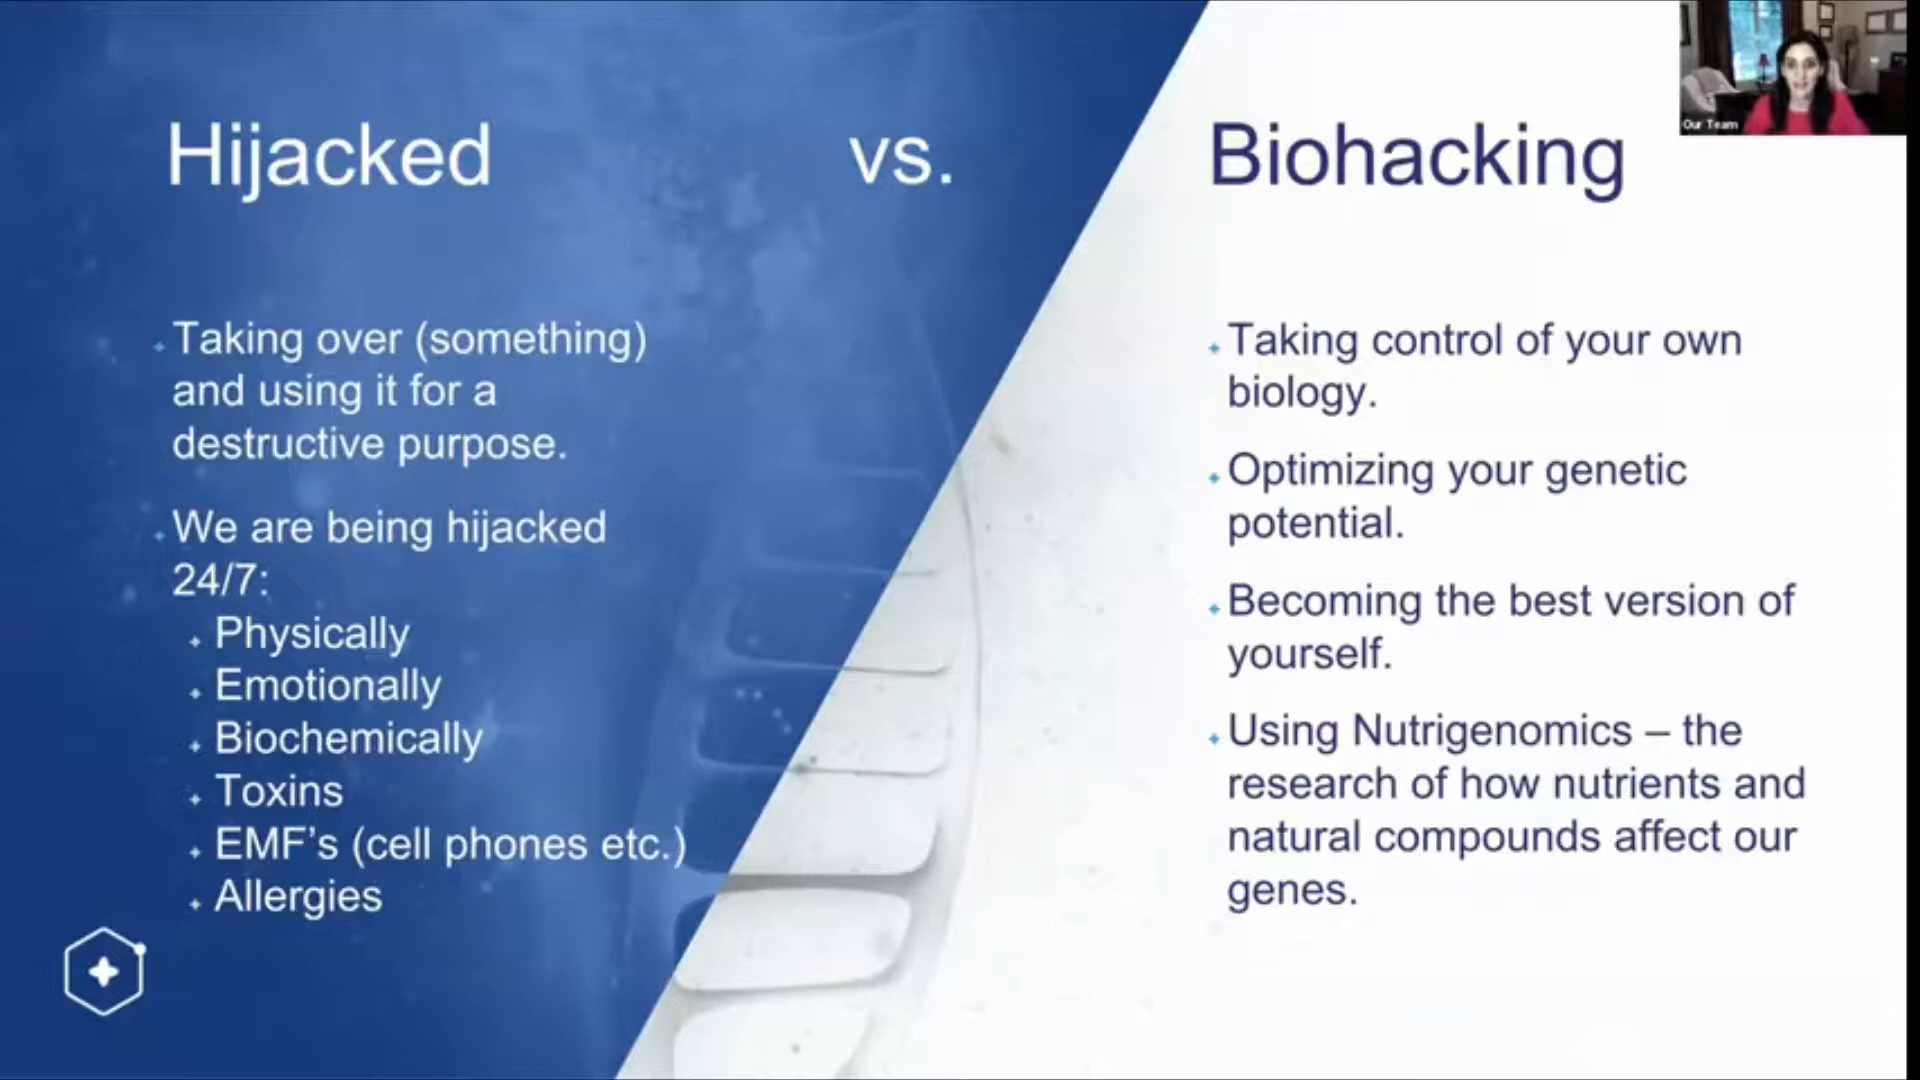 Hijacked
vs.
Biohacking
Our Team
Taking over (something)
and using it for a
destructive purpose.
We are being hijacked
24/7:
Physically
Emotionally
Biochemically
Toxins
EMF’s (cell phones etc.)
Allergies
Taking control of your own
biology.
Optimizing your genetic
potential.
Becoming the best version of
yourself.
Using Nutrigenomics – the
research of how nutrients and
natural compounds affect our
genes.